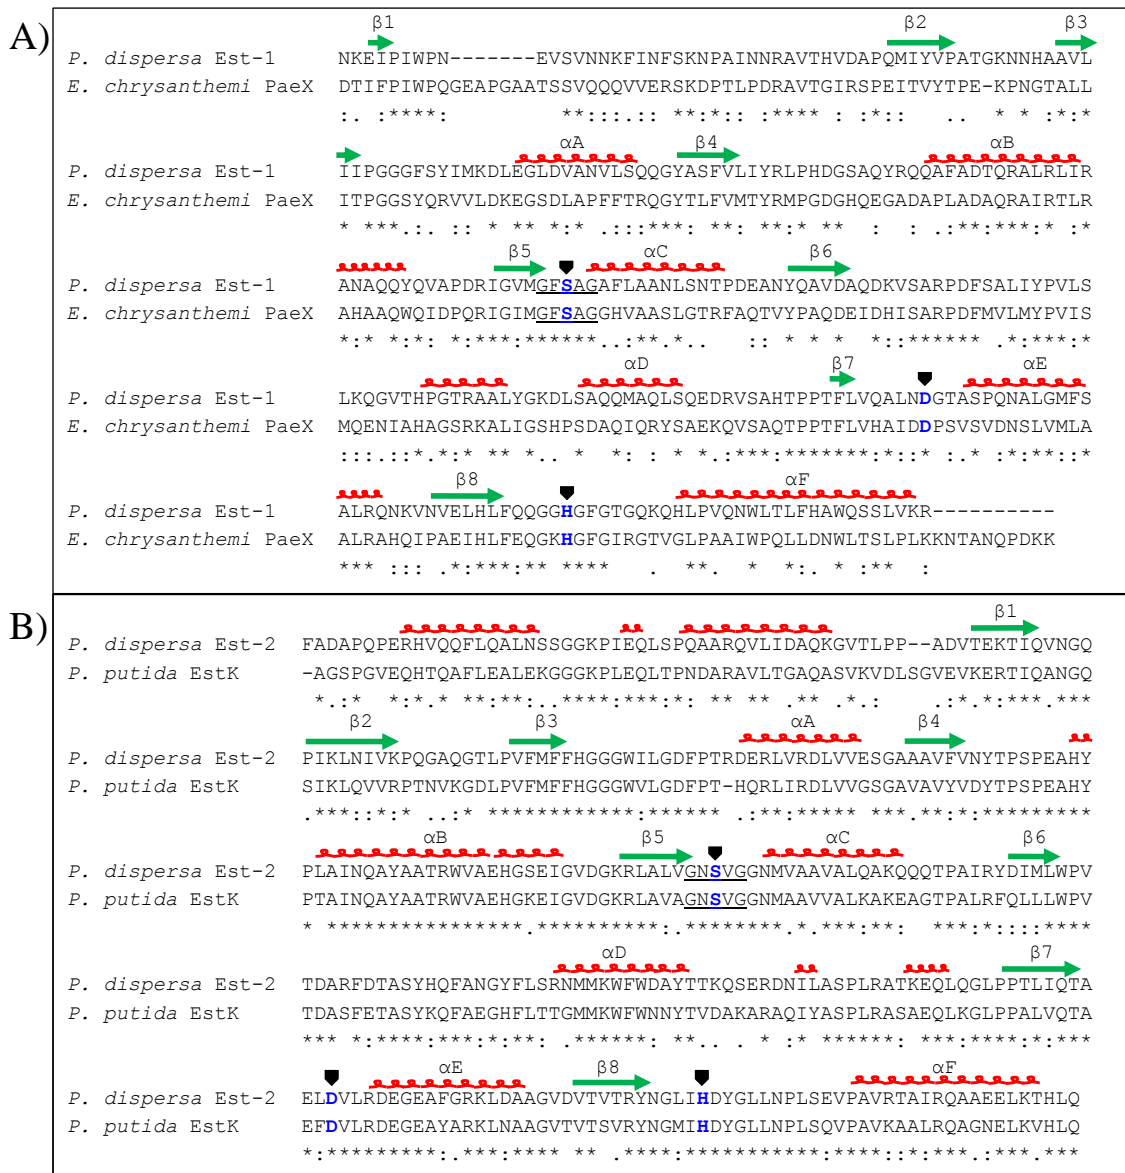 A)
β1 β2 β3
P. dispersa Est-1 NKEIPIWPN-------EVSVNNKFINFSKNPAINNRAVTHVDAPQMIYVPATGKNNHAAVL
E. chrysanthemi PaeX DTIFPIWPQGEAPGAATSSVQQQVVERSKDPTLPDRAVTGIRSPEITVYTPE-KPNGTALL
:. :****: **:::.:: **:*::: :**** : :*:: .. * :*:*
αA β4 αB
P. dispersa Est-1 IIPGGGFSYIMKDLEGLDVANVLSQQGYASFVLIYRLPHDGSAQYRQQAFADTQRALRLIR
E. chrysanthemi PaeX ITPGGSYQRVVLDKEGSDLAPFFTRQGYTLFVMTYRMPGDGHQEGADAPLADAQRAIRTLR
* ***.:. :: * ** *:* .:::***: **: **:* ** : : .:***:***:* :*
β5 αC β6
P. dispersa Est-1 ANAQQYQVAPDRIGVMGFSAGAFLAANLSNTPDEANYQAVDAQDKVSARPDFSALIYPVLS
E. chrysanthemi PaeX AHAAQWQIDPQRIGIMGFSAGGHVAASLGTRFAQTVYPAQDEIDHISARPDFMVLMYPVIS
*:* *:*: *:***:******..:**.*.. :: * * * *::****** .*:***:*
αD β7 αE
P. dispersa Est-1 LKQGVTHPGTRAALYGKDLSAQQMAQLSQEDRVSAHTPPTFLVQALNDGTASPQNALGMFS
E. chrysanthemi PaeX MQENIAHAGSRKALIGSHPSDAQIQRYSAEKQVSAQTPPTFLVHAIDDPSVSVDNSLVMLA
:::.::*.*:* ** *.. * *: : * *.:***:*******:*::* :.* :*:* *::
β8 αF
P. dispersa Est-1 ALRQNKVNVELHLFQQGGHGFGTGQKQHLPVQNWLTLFHAWQSSLVKR----------
E. chrysanthemi PaeX ALRAHQIPAEIHLFEQGKHGFGIRGTVGLPAAIWPQLLDNWLTSLPLKKNTANQPDKK
*** ::: .*:***:** **** . **. * *:. * :** :
B)
β1
P. dispersa Est-2 FADAPQPERHVQQFLQALNSSGGKPIEQLSPQAARQVLIDAQKGVTLPP--ADVTEKTIQVNGQ
P. putida EstK -AGSPGVEQHTQAFLEALEKGGGKPLEQLTPNDARAVLTGAQASVKVDLSGVEVKERTIQANGQ
*.:* *:*.* **:**:..****:***:*: ** ** .** .*.: .:*.*:***.***
β2 β3 αA β4
P. dispersa Est-2 PIKLNIVKPQGAQGTLPVFMFFHGGGWILGDFPTRDERLVRDLVVESGAAAVFVNYTPSPEAHY
P. putida EstK SIKLQVVRPTNVKGDLPVFMFFHGGGWVLGDFPT-HQRLIRDLVVGSGAVAVYVDYTPSPEAHY
.***::*:* ..:* ************:****** .:**:***** ***.**:*:*********
αB β5 αC β6
P. dispersa Est-2 PLAINQAYAATRWVAEHGSEIGVDGKRLALVGNSVGGNMVAAVALQAKQQQTPAIRYDIMLWPV
P. putida EstK PTAINQAYAATRWVAEHGKEIGVDGKRLAVAGNSVGGNMAAVVALKAKEAGTPALRFQLLLWPV
* ****************.**********:.********.*.***:**: ***:*::::****
αD β7
P. dispersa Est-2 TDARFDTASYHQFANGYFLSRNMMKWFWDAYTTKQSERDNILASPLRATKEQLQGLPPTLIQTA
P. putida EstK TDASFETASYKQFAEGHFLTTGMMKWFWNNYTVDAKARAQIYASPLRASAEQLKGLPPALVQTA
*** *:****:***:*:**: .******: **.. . * :* ******: ***:****:*:***
αE β8 αF
P. dispersa Est-2 ELDVLRDEGEAFGRKLDAAGVDVTVTRYNGLIHDYGLLNPLSEVPAVRTAIRQAAEELKTHLQ
P. putida EstK EFDVLRDEGEAYARKLNAAGVTVTSVRYNGMIHDYGLLNPLSQVPAVKAALRQAGNELKVHLQ
*:*********:.***:**** ** .****:***********:****::*:***.:***.***